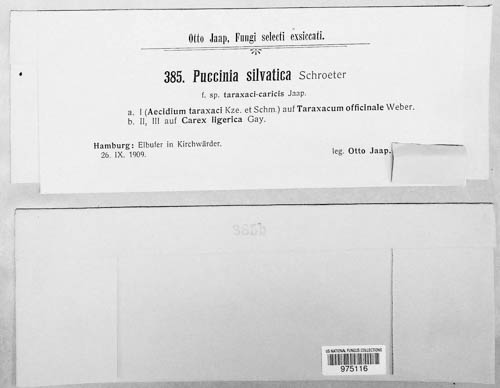 Otto Jaap, Fungi selecti exsiccati.
385. Puccinia silvatica Schroeter
f. sp. taraxaci-caricis Jaap.
a. I (Aecidium taraxaci Kze. et Schm.) auf Taraxacum officinale Weber.
b. II, III auf Carex ligerica Gay.
Hamburg: Elbufer in Kirchwärder.
26. IX. 1909.
leg. Otto Jaap.
US NATIONAL FUNGUS COLLECTIONS
975116